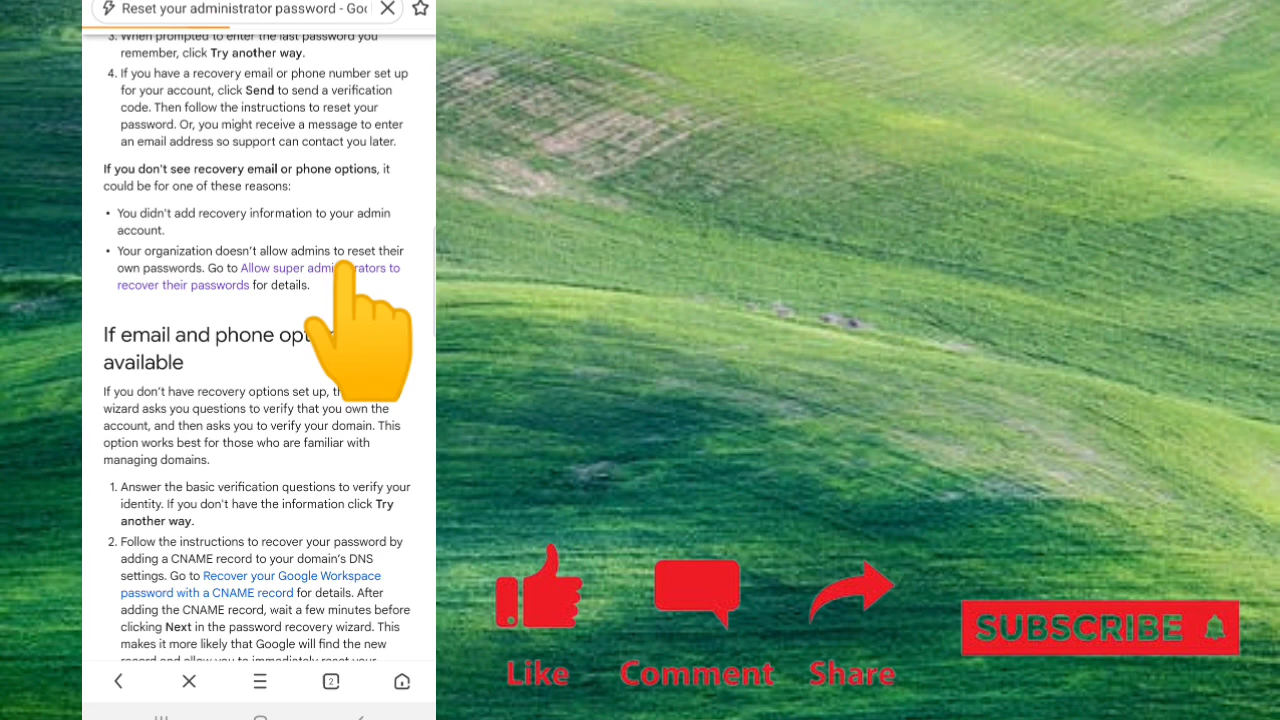 Reset your administrator password - Goo
3. When prompted to enter the last password you
remember, click Try another way.
4. If you have a recovery email or phone number set up
for your account, click Send to send a verification
code. Then follow the instructions to reset your
password. Or, you might receive a message to enter
an email address so support can contact you later.
If you don't see recovery email or phone options, it
could be for one of these reasons:
• You didn't add recovery information to your admin
account.
• Your organization doesn't allow admins to reset their
own passwords. Go to Allow super admi rators to
recover their passwords for details.
If email and phone op
available
If you don't have recovery options set up,
wizard asks you questions to verify that you own the
account, and then asks you to verify your domain. This
option works best for those who are familiar with
managing domains.
1. Answer the basic verification questions to verify your
identity. If you don't have the information click Try
another way.
2. Follow the instructions to recover your password by
adding a CNAME record to your domain's DNS
settings. Go to Recover your Google Workspace
password with a CNAME record for details. After
adding the CNAME record, wait a few minutes before
clicking Next in the password recovery wizard. This
makes it more likely that Google will find the new
record and allow you to immediately reset your
2
Like
Comment
Share
SUBSCRIBE